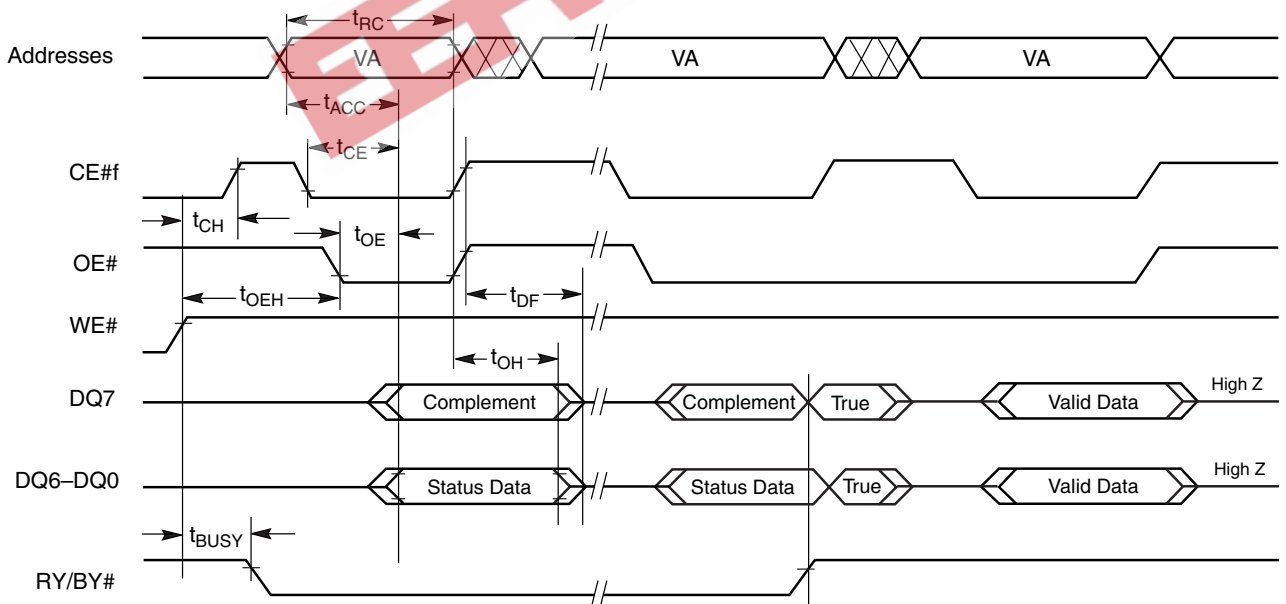 tRC
Addresses VA VA VA
tACC
tCE
CE#f
tCH
tOE
OE#
tOEH
tDF
WE#
tOH
DQ7 Complement Complement True Valid Data High Z
DQ6–DQ0 Status Data Status Data True Valid Data High Z
tBUSY
RY/BY#